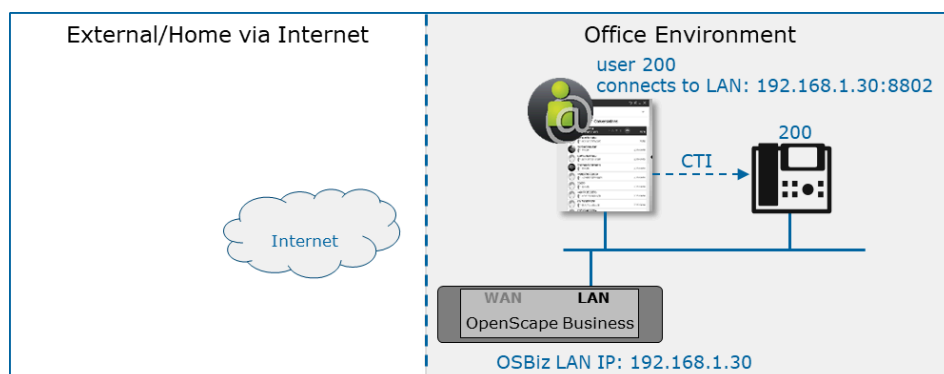 External/Home via Internet
Office Environment
user 200
connects to LAN: 192.168.1.30:8802
@
200
CTI
Internet
WAN
LAN
OpenScape Business
OSBiz LAN IP: 192.168.1.30